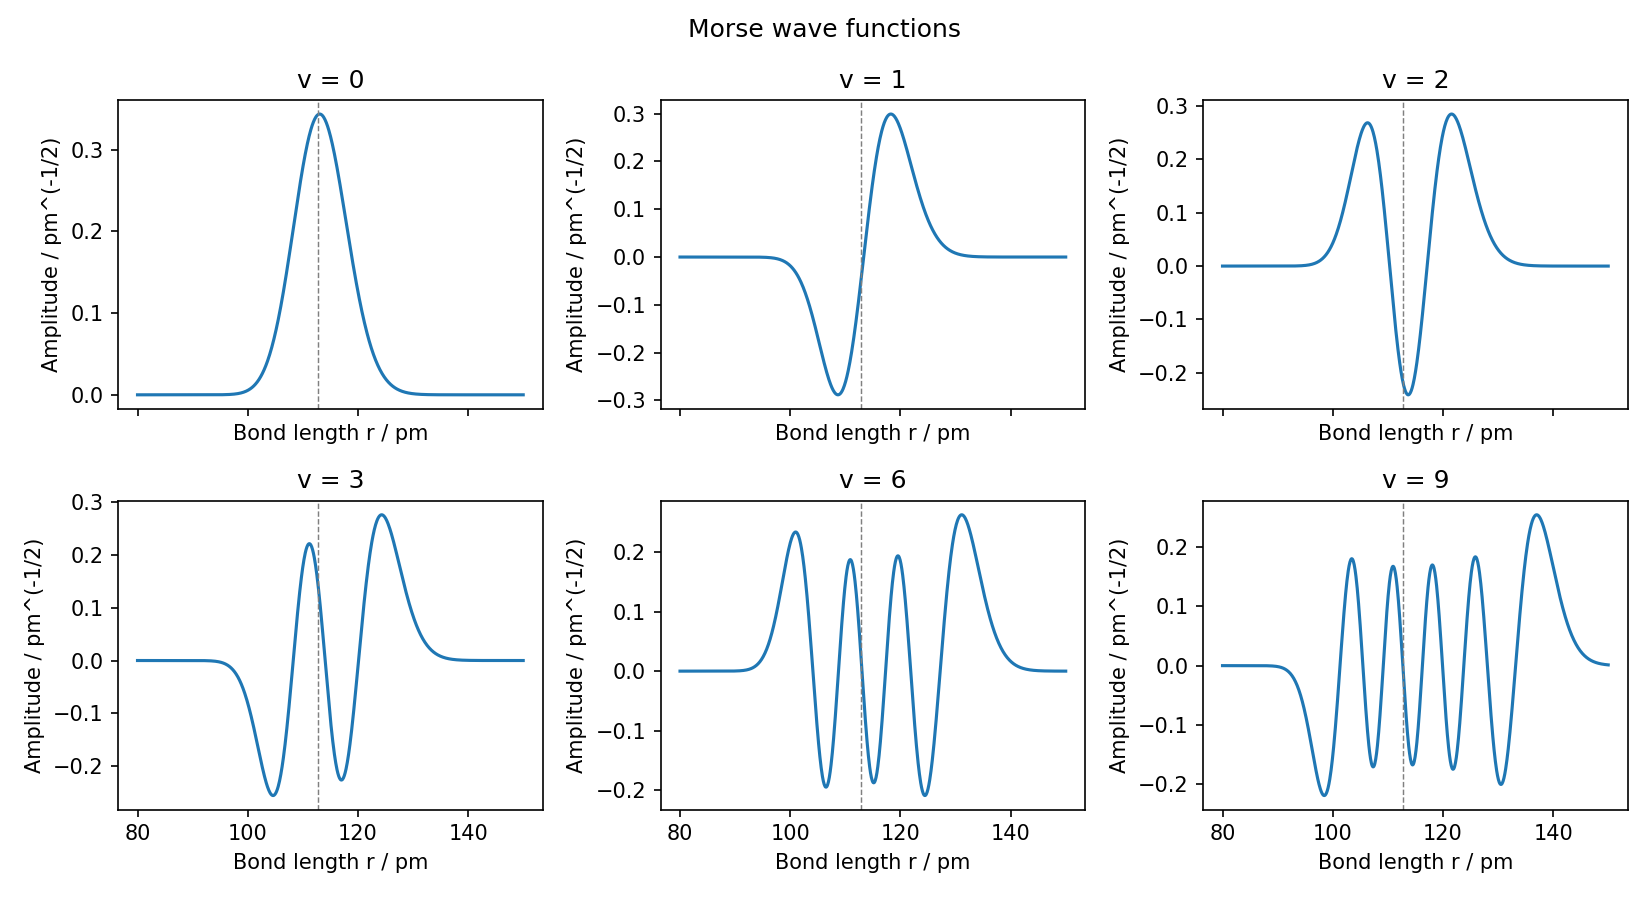 Morse wave functions
v = 0
v = 1
v = 2
Amplitude / pm^(-1/2)
0.3
0.2
0.1
0.0
Bond length r / pm
Amplitude / pm^(-1/2)
0.3
0.2
0.1
0.0
−0.1
−0.2
−0.3
Bond length r / pm
Amplitude / pm^(-1/2)
0.3
0.2
0.1
0.0
−0.1
−0.2
Bond length r / pm
v = 3
v = 6
v = 9
Amplitude / pm^(-1/2)
0.3
0.2
0.1
0.0
−0.1
−0.2
80 100 120 140
Bond length r / pm
Amplitude / pm^(-1/2)
0.2
0.1
0.0
−0.1
−0.2
80 100 120 140
Bond length r / pm
Amplitude / pm^(-1/2)
0.2
0.1
0.0
−0.1
−0.2
80 100 120 140
Bond length r / pm